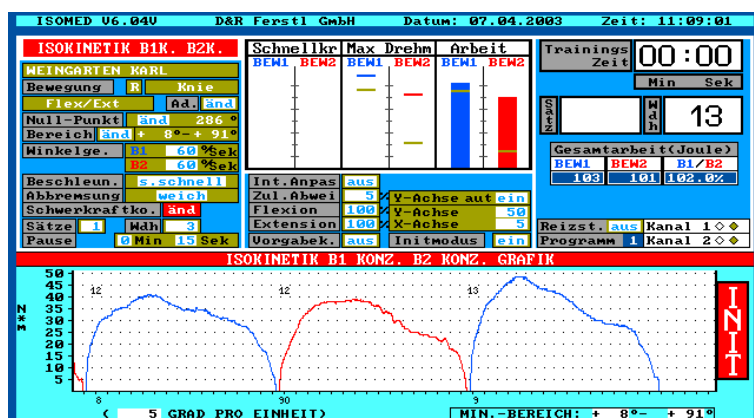 ISOMED V6.04V D&R Ferstl GmbH Datum: 07.04.2003 Zeit: 11:09:01
ISOKINETIK B1K. B2K.
WEINGARTEN KARL
Bewegung R Knie
Flex/Ext Ad. änd
Null-Punkt änd 286 °
Bereich änd + 8°- + 91°
Winkelge. B1 60 °/Sek
B2 60 °/Sek
Beschleun. s.schnell
Abbremsung weich
Schwerkraftko. änd
Sätze 1 Wdh 3
Pause 0 Min 15 Sek
Schnellkr Max Drehm Arbeit
BEW1 BEW2 BEW1 BEW2 BEW1 BEW2
Int.Anpas aus
Zul.Abwei 5 %
Flexion 100 %
Extension 100 %
Vorgabek. aus
Y-Achse aut ein
Y-Achse 50
X-Achse 5
Initmodus ein
Trainings Zeit 00:00
Min Sek
Satz Wdh 13
Gesamtarbeit(Joule)
BEW1 BEW2 B1/B2
103 101 102.0%
Reizst. aus Kanal 1
Programm 1 Kanal 2
ISOKINETIK B1 KONZ. B2 KONZ. GRAFIK
N*m
50
45
40
35
30
25
20
15
10
5
12 12 13
8 90 9
INIT
( 5 GRAD PRO EINHEIT)
MIN.-BEREICH: + 8°- + 91°